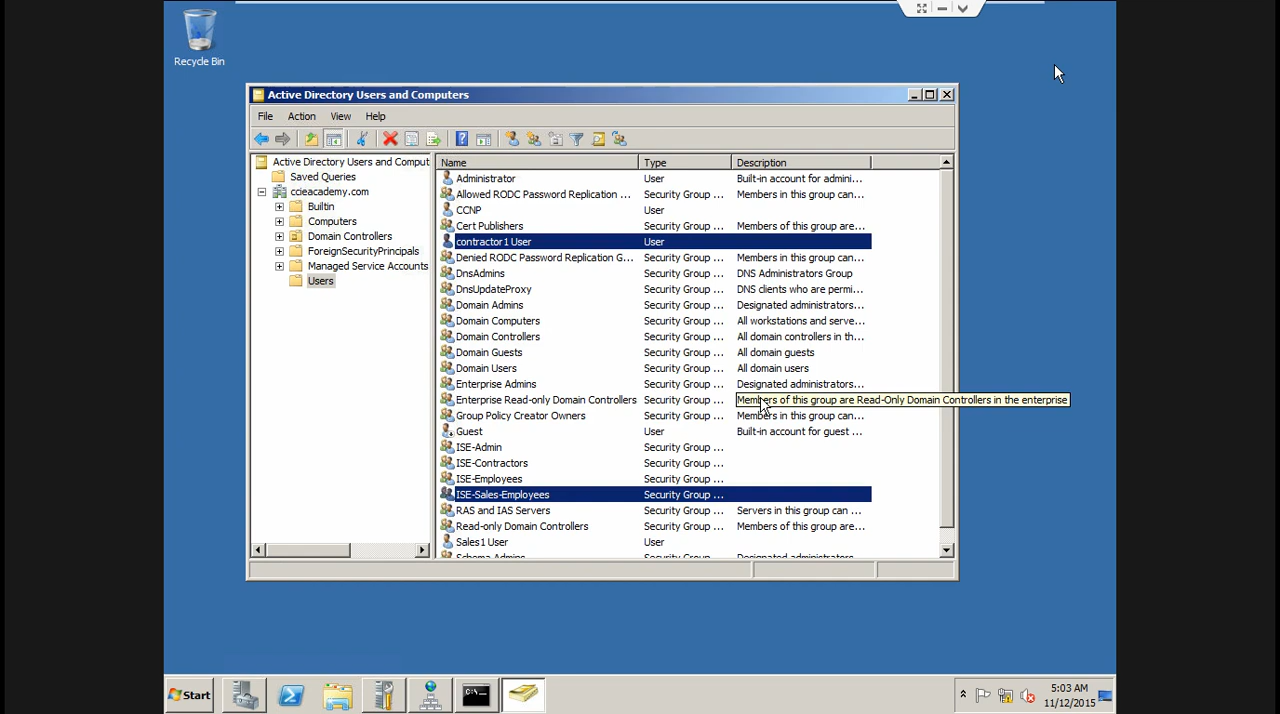 Recycle Bin
Active Directory Users and Computers
File Action View Help
Active Directory Users and Comput
Saved Queries
ccieacademy.com
Builtin
Computers
Domain Controllers
ForeignSecurityPrincipals
Managed Service Accounts
Users
Name Type Description
Administrator User Built-in account for admini...
Allowed RODC Password Replication ... Security Group ... Members in this group can...
CCNP User
Cert Publishers Security Group ... Members of this group are...
contractor1 User User
Denied RODC Password Replication G... Security Group ... Members in this group can...
DnsAdmins Security Group ... DNS Administrators Group
DnsUpdateProxy Security Group ... DNS clients who are permi...
Domain Admins Security Group ... Designated administrators...
Domain Computers Security Group ... All workstations and serve...
Domain Controllers Security Group ... All domain controllers in th...
Domain Guests Security Group ... All domain guests
Domain Users Security Group ... All domain users
Enterprise Admins Security Group ... Designated administrators...
Enterprise Read-only Domain Controllers Security Group ... Members of this group are Read-Only Domain Controllers in the enterprise
Group Policy Creator Owners Security Group ... Members in this group can...
Guest User Built-in account for guest ...
ISE-Admin Security Group ...
ISE-Contractors Security Group ...
ISE-Employees Security Group ...
ISE-Sales-Employees Security Group ...
RAS and IAS Servers Security Group ... Servers in this group can ...
Read-only Domain Controllers Security Group ... Members of this group are...
Sales1 User User
Schema Admins Security Group ... Designated administrators...
Start
5:03 AM
11/12/2015